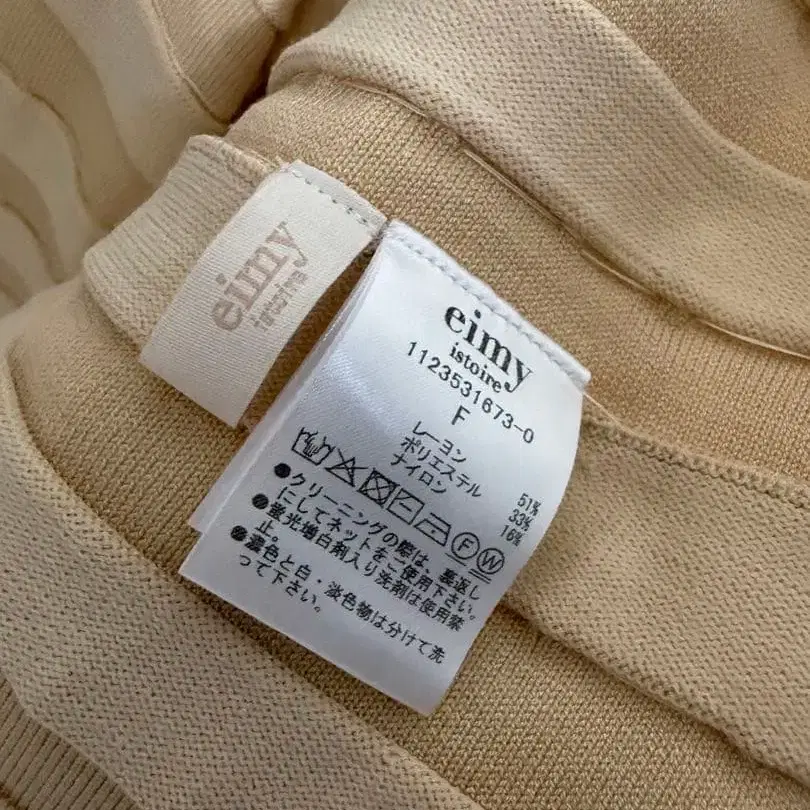 eimy
istoire
eimy
istoire
1123531673-0
F
レーヨン 51%
ポリエステル 33%
ナイロン 16%
F W
●クリーニングの際は、裏返し
にしてネットをご使用下さい。
●蛍光増白剤入り洗剤は使用禁
止。
●濃色と白・淡色物は分けて洗
って下さい。